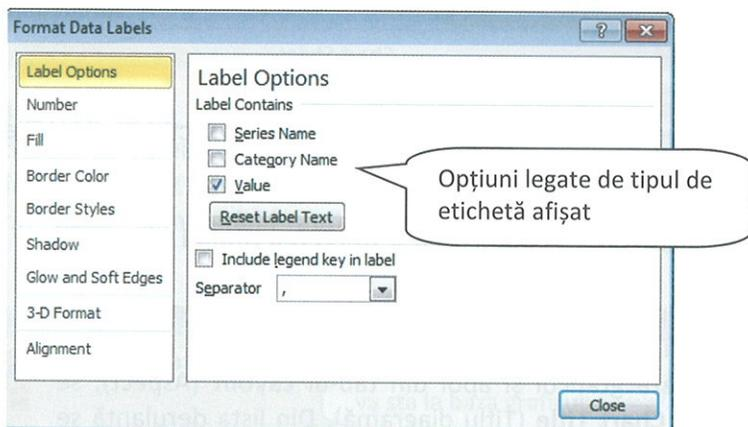 Format Data Labels
Label Options
Number
Fill
Border Color
Border Styles
Shadow
Glow and Soft Edges
3-D Format
Alignment
Label Options
Label Contains
Series Name
Category Name
Value
Reset Label Text
Include legend key in label
Separator ,
Opțiuni legate de tipul de
etichetă afișat
Close